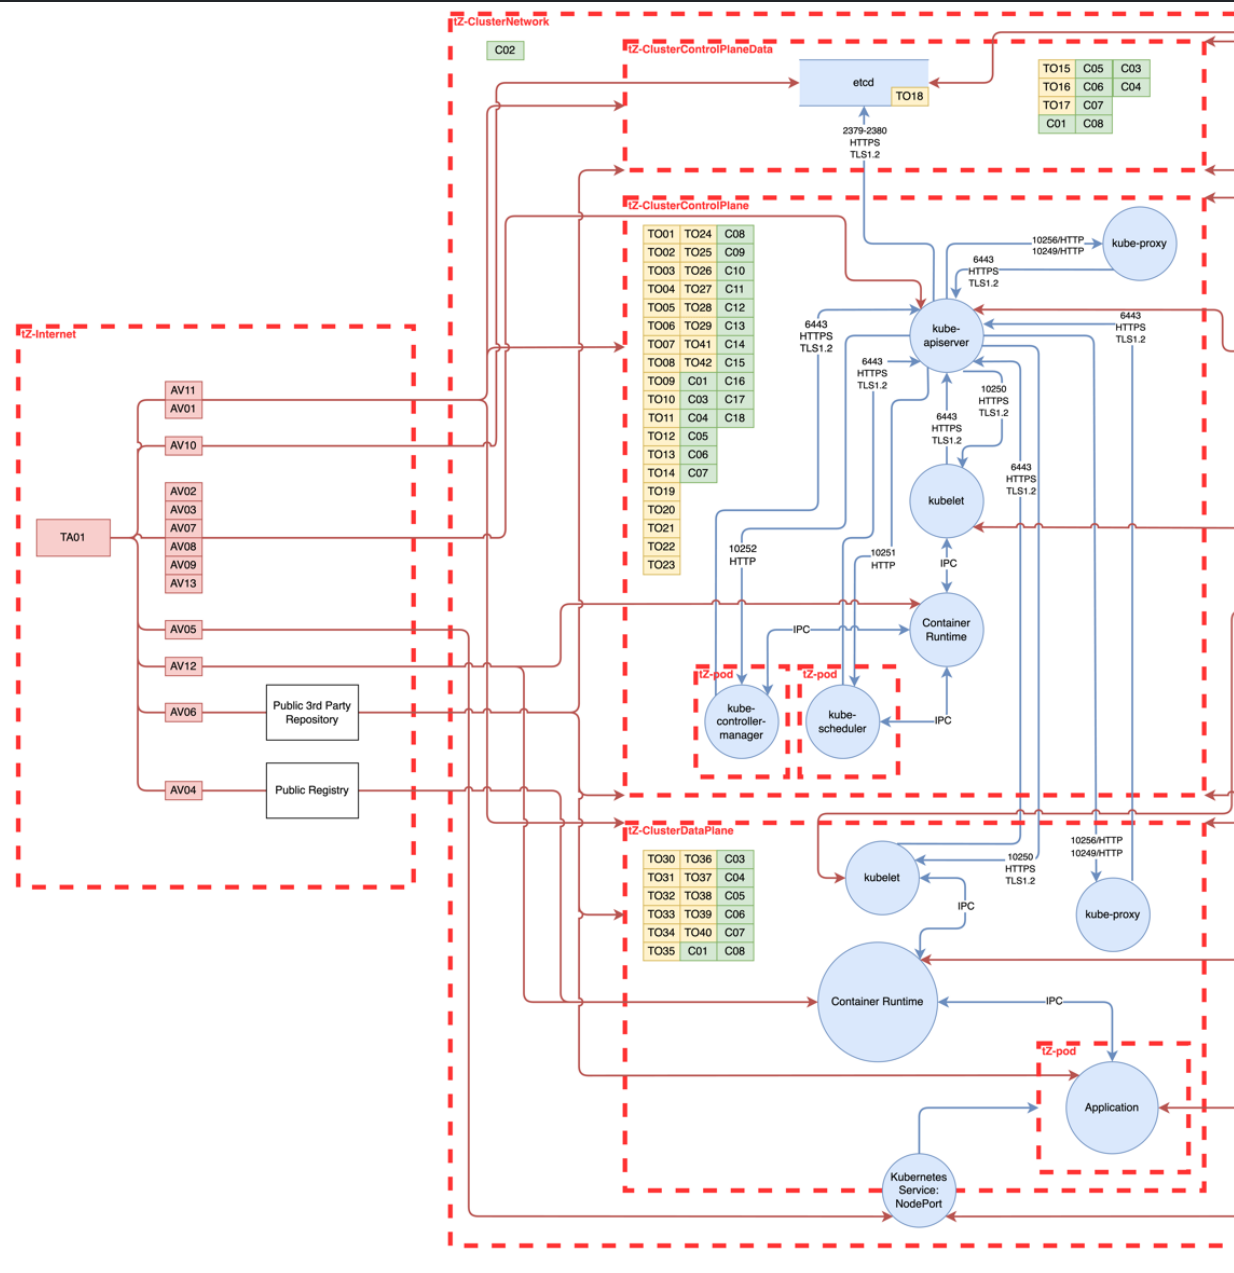 tZ-ClusterNetwork
C02
tZ-ClusterControlPlaneData
etcd
TO18
TO15 C05 C03
TO16 C06 C04
TO17 C07
C01 C08
2379-2380
HTTPS
TLS1.2
tZ-ClusterControlPlane
TO01 TO24 C08
TO02 TO25 C09
TO03 TO26 C10
TO04 TO27 C11
TO05 TO28 C12
TO06 TO29 C13
TO07 TO41 C14
TO08 TO42 C15
TO09 C01 C16
TO10 C03 C17
TO11 C04 C18
TO12 C05
TO13 C06
TO14 C07
TO19
TO20
TO21
TO22
TO23
10256/HTTP
10249/HTTP
kube-proxy
6443
HTTPS
TLS1.2
kube-
apiserver
6443
HTTPS
TLS1.2
6443
HTTPS
TLS1.2
6443
HTTPS
TLS1.2
10250
HTTPS
TLS1.2
6443
HTTPS
TLS1.2
6443
HTTPS
TLS1.2
kubelet
10252
HTTP
10251
HTTP
IPC
Container
Runtime
IPC
IPC
tZ-pod
kube-
controller-
manager
tZ-pod
kube-
scheduler
tZ-Internet
TA01
AV11
AV01
AV10
AV02
AV03
AV07
AV08
AV09
AV13
AV05
AV12
AV06
Public 3rd Party
Repository
AV04
Public Registry
tZ-ClusterDataPlane
TO30 TO36 C03
TO31 TO37 C04
TO32 TO38 C05
TO33 TO39 C06
TO34 TO40 C07
TO35 C01 C08
kubelet
10250
HTTPS
TLS1.2
10256/HTTP
10249/HTTP
kube-proxy
IPC
Container Runtime
IPC
tZ-pod
Application
Kubernetes
Service:
NodePort